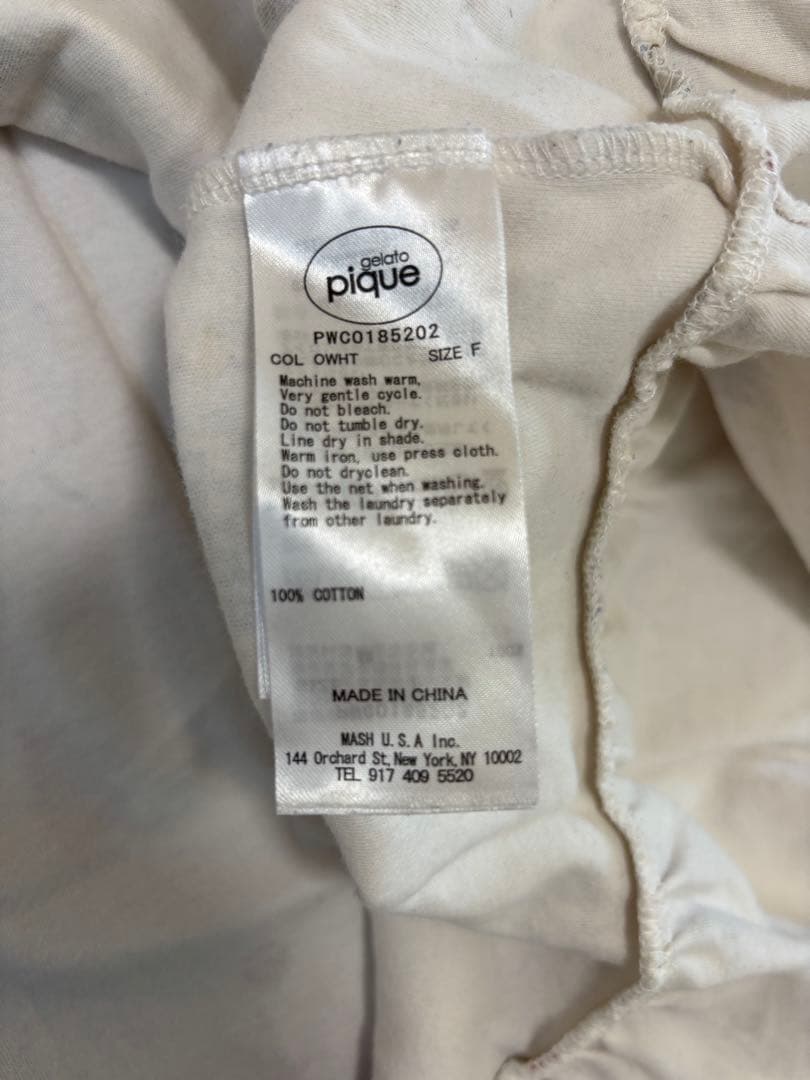 gelato
pique
PWCO185202
COL OWHT SIZE F
Machine wash warm,
Very gentle cycle.
Do not bleach.
Do not tumble dry.
Line dry in shade.
Warm iron, use press cloth.
Do not dryclean.
Use the net when washing.
Wash the laundry separately
from other laundry.
100% COTTON
MADE IN CHINA
MASH U.S.A Inc.
144 Orchard St, New York, NY 10002
TEL 917 409 5520